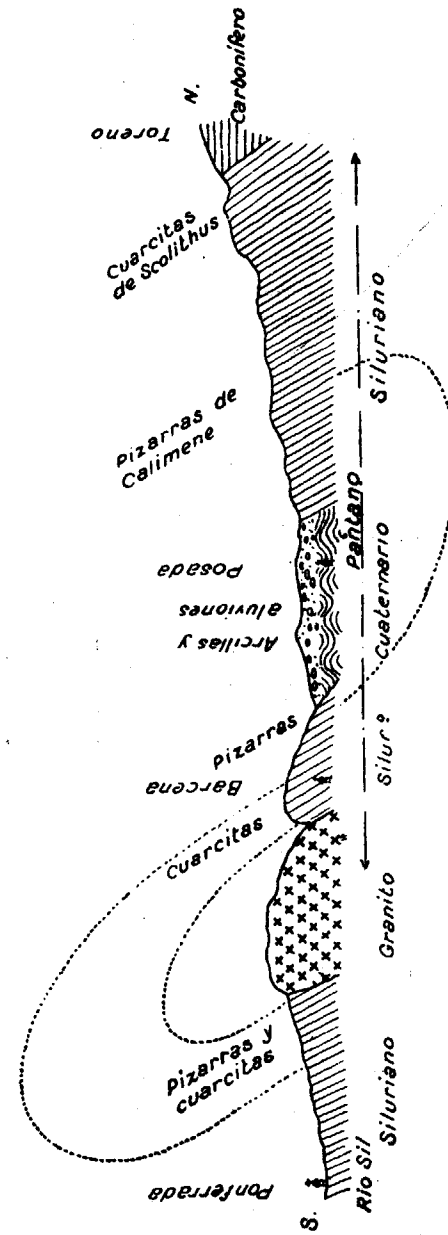 N.
Toreno
Carbonífero
Cuarcitas
de Scolithus
Pizarras de
Calimene
Posada
Arcillas y
aluviones
Pizarras
Barcena
Cuarcitas
Pizarras y
cuarcitas
Ponferrada
S.
Rio Sil
Siluriano
Granito
Silurº
Cuaternario
Siluriano
Pantano